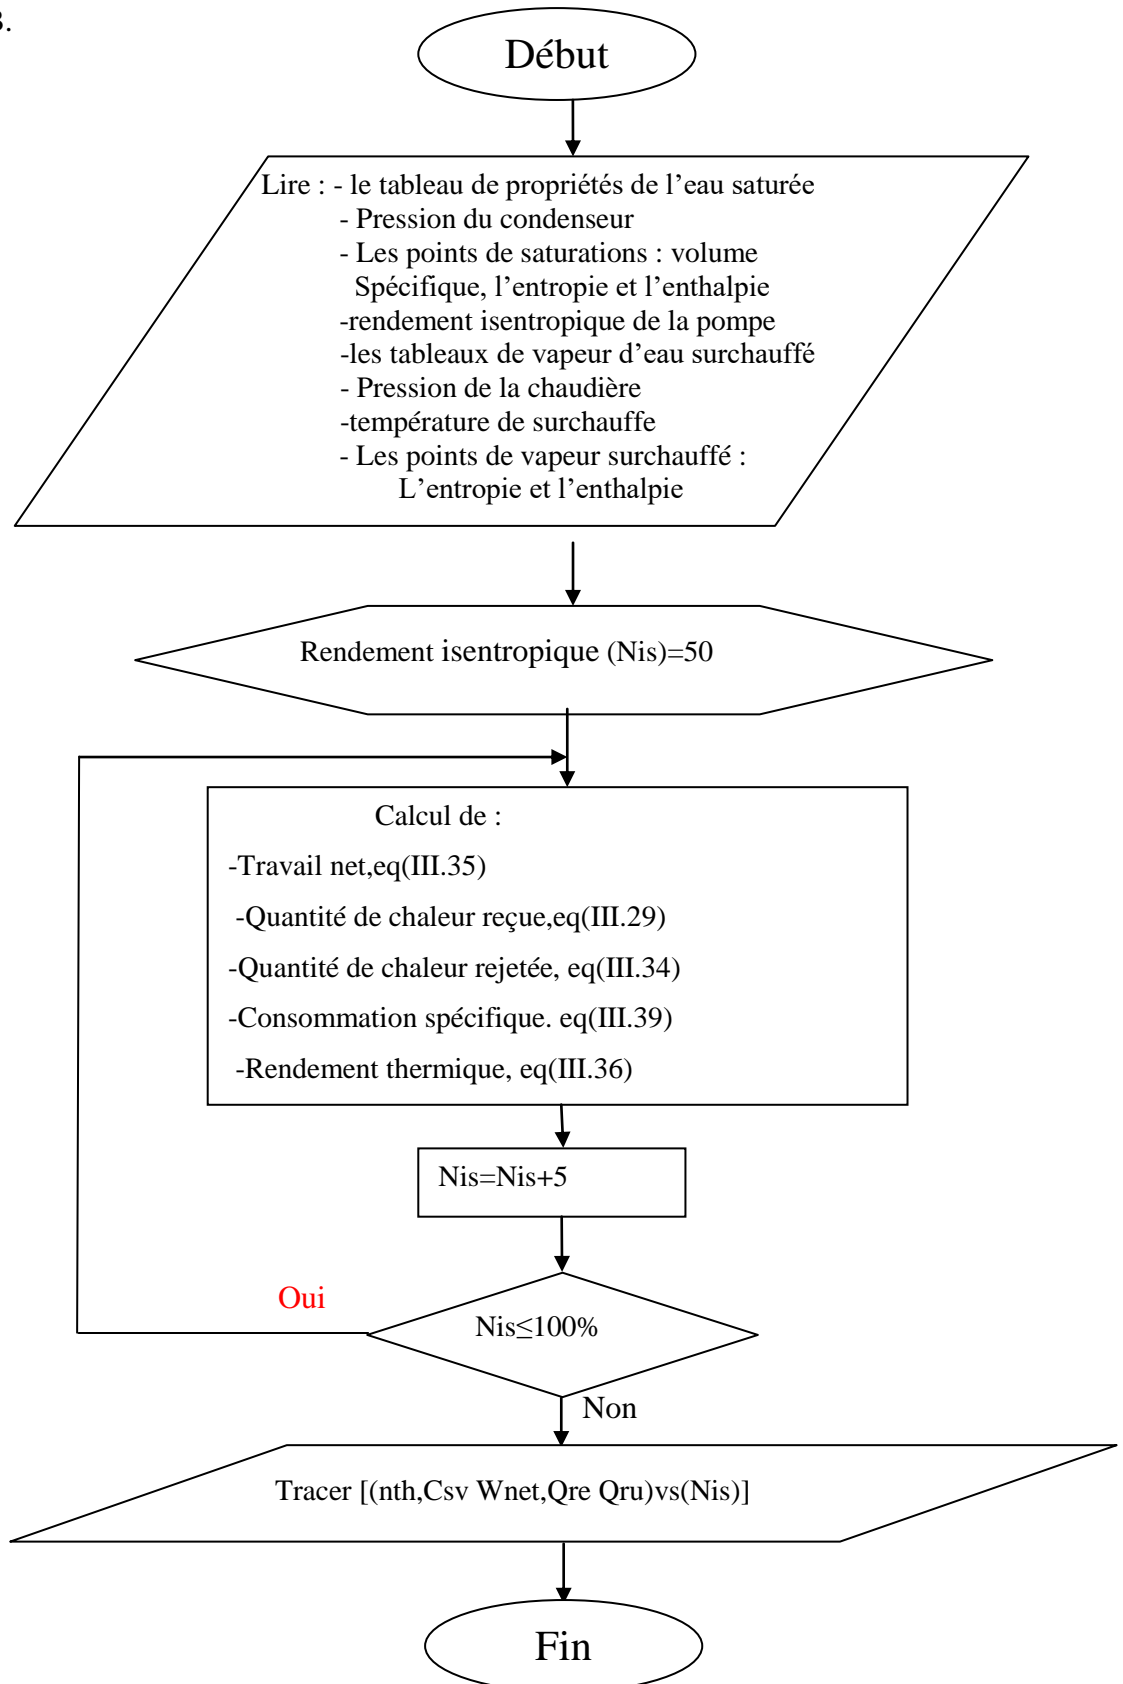 3.
Début
Lire : - le tableau de propriétés de l’eau saturée
- Pression du condenseur
- Les points de saturations : volume
Spécifique, l’entropie et l’enthalpie
-rendement isentropique de la pompe
-les tableaux de vapeur d’eau surchauffé
- Pression de la chaudière
-température de surchauffe
- Les points de vapeur surchauffé :
L’entropie et l’enthalpie
Rendement isentropique (Nis)=50
Calcul de :
-Travail net,eq(III.35)
-Quantité de chaleur reçue,eq(III.29)
-Quantité de chaleur rejetée, eq(III.34)
-Consommation spécifique. eq(III.39)
-Rendement thermique, eq(III.36)
Nis=Nis+5
Oui
Nis≤100%
Non
Tracer [(nth,Csv Wnet,Qre Qru)vs(Nis)]
Fin